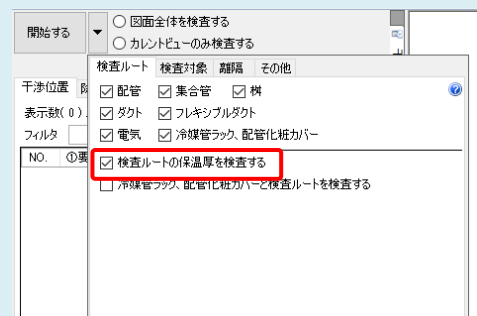 開始する
図面全体を検査する
カレントビューのみ検査する
検査ルート 検査対象 離隔 その他
干渉位置
配管 集合管 桝
表示数( 0 )
ダクト フレキシブルダクト
フィルタ
電気 冷媒管ラック、配管化粧カバー
NO. ①要
検査ルートの保温厚を検査する
冷媒管ラック、配管化粧カバーと検査ルートを検査する